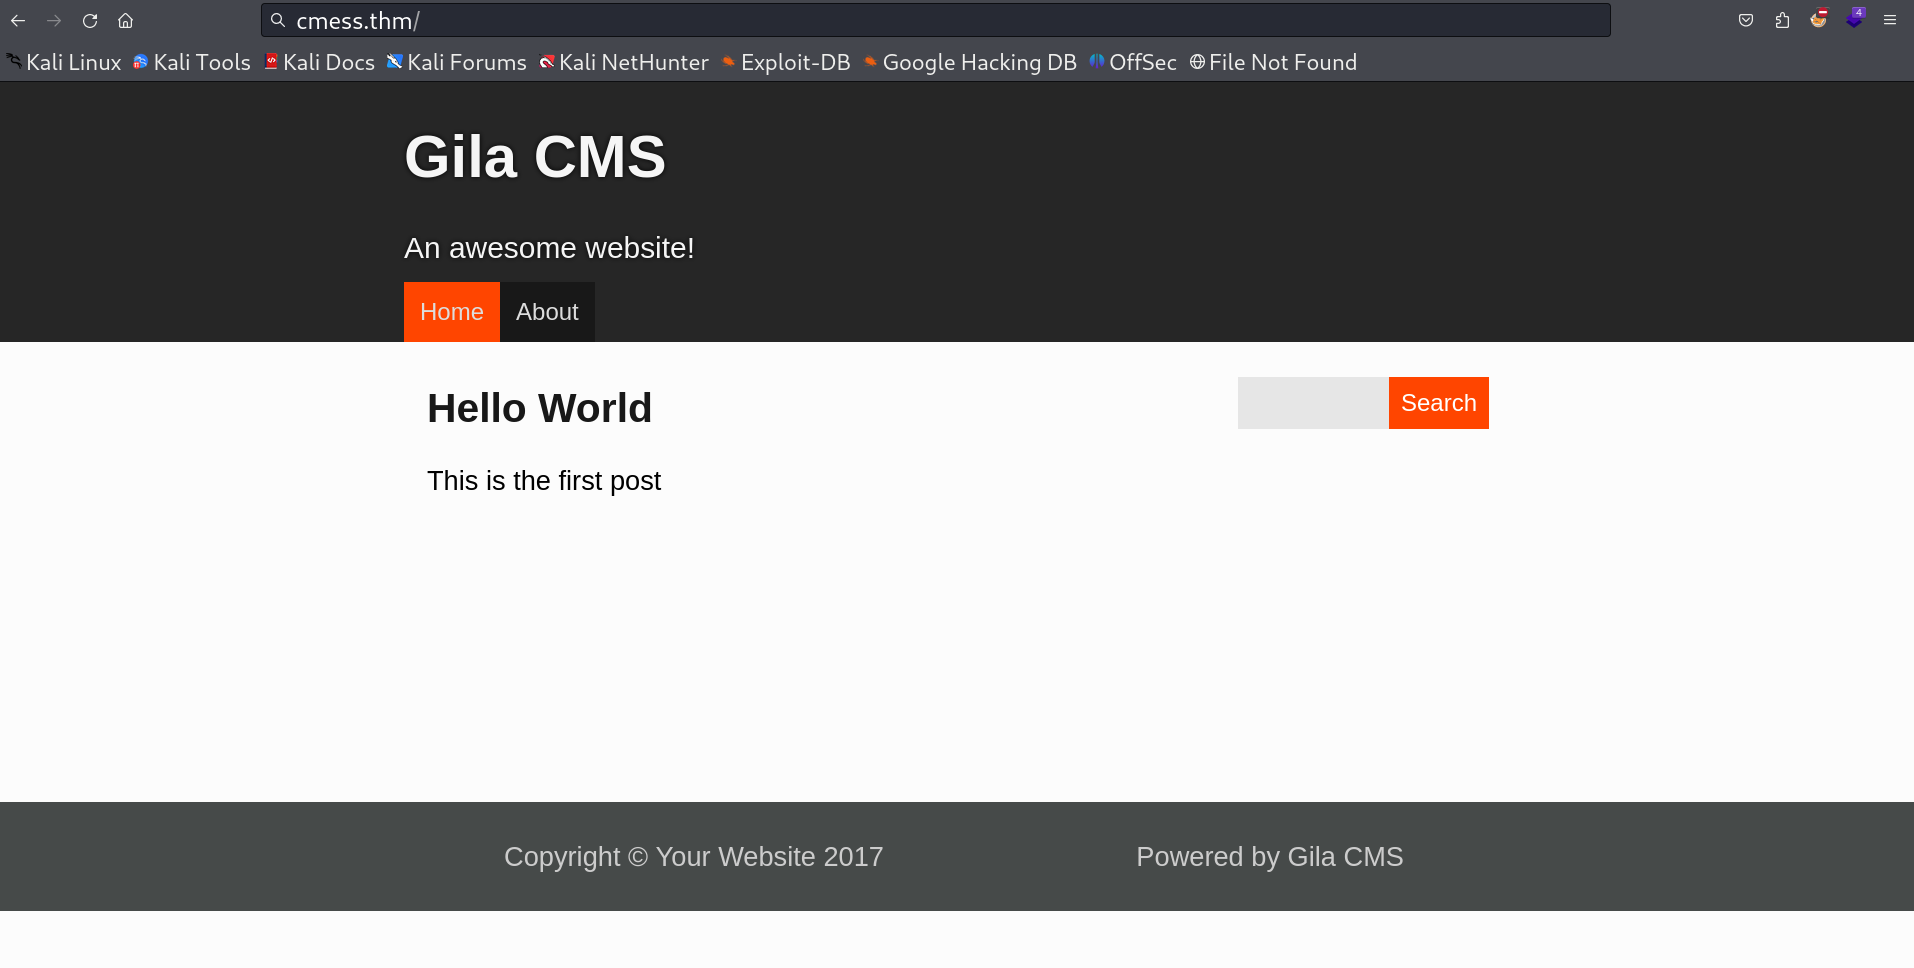 cmess.thm/
4
Kali Linux Kali Tools Kali Docs Kali Forums Kali NetHunter Exploit-DB Google Hacking DB OffSec File Not Found
Gila CMS
An awesome website!
Home About
Hello World
Search
This is the first post
Copyright © Your Website 2017 Powered by Gila CMS